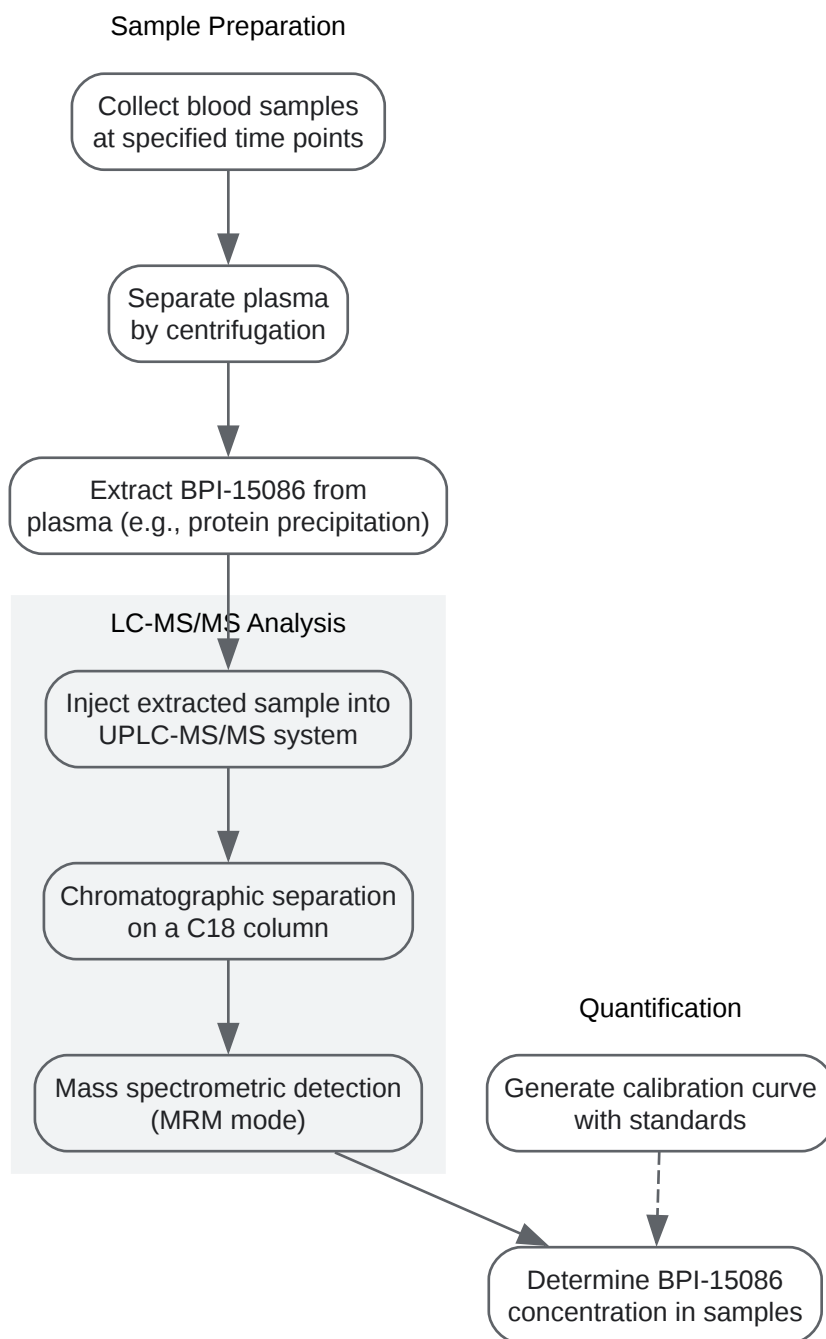 Sample Preparation
Collect blood samples
at specified time points
Separate plasma
by centrifugation
Extract BPI-15086 from
plasma (e.g., protein precipitation)
LC-MS/MS Analysis
Inject extracted sample into
UPLC-MS/MS system
Chromatographic separation
on a C18 column
Mass spectrometric detection
(MRM mode)
Quantification
Generate calibration curve
with standards
Determine BPI-15086
concentration in samples